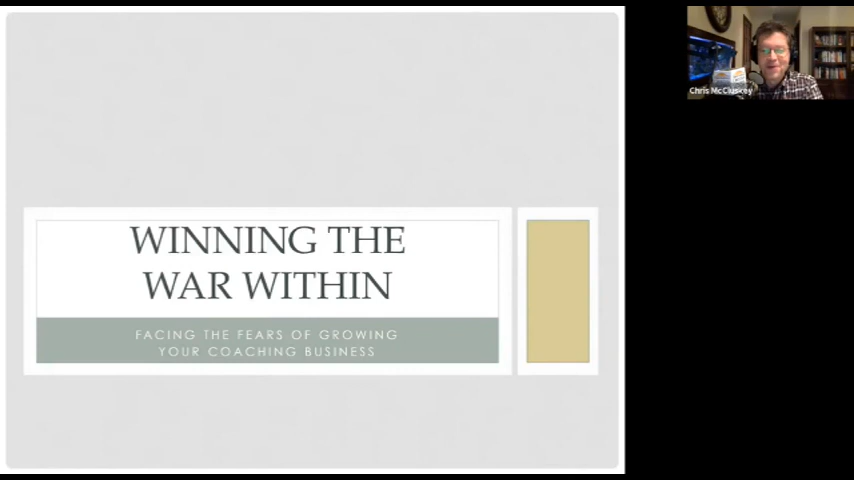 WINNING THE
WAR WITHIN
FACING THE FEARS OF GROWING
YOUR COACHING BUSINESS
Chris McCluskey